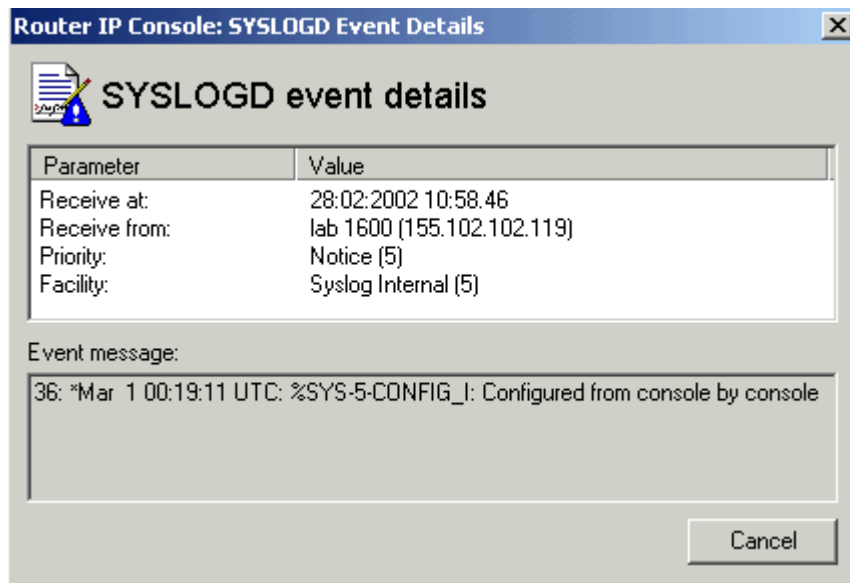 Router IP Console: SYSLOGD Event Details
SYSLOGD event details
Parameter Value
Receive at: 28:02:2002 10:58.46
Receive from: lab 1600 (155.102.102.119)
Priority: Notice (5)
Facility: Syslog Internal (5)
Event message:
36: *Mar  1 00:19:11 UTC: %SYS-5-CONFIG_I: Configured from console by console
Cancel